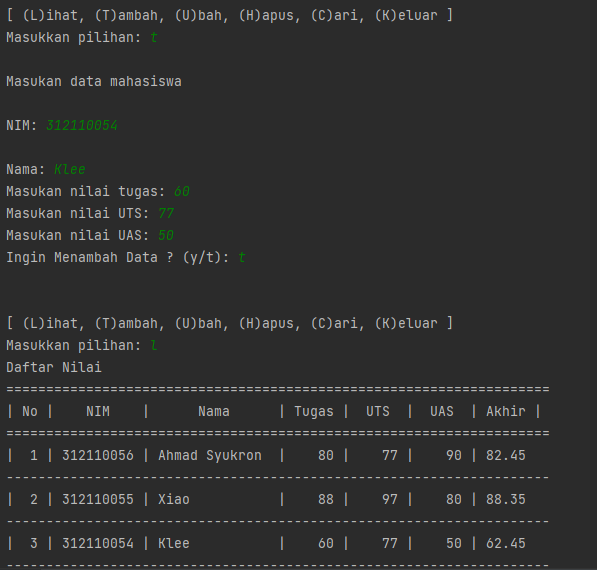 [ (L)ihat, (T)ambah, (U)bah, (H)apus, (C)ari, (K)eluar ]
Masukkan pilihan: t
Masukan data mahasiswa
NIM: 312110054
Nama: Klee
Masukan nilai tugas: 60
Masukan nilai UTS: 77
Masukan nilai UAS: 50
Ingin Menambah Data ? (y/t): t
[ (L)ihat, (T)ambah, (U)bah, (H)apus, (C)ari, (K)eluar ]
Masukkan pilihan: l
Daftar Nilai
====================================================================
| No |    NIM    |      Nama      | Tugas |  UTS  |  UAS  | Akhir |
====================================================================
|  1 | 312110056 | Ahmad Syukron  |    80 |    77 |    90 | 82.45
--------------------------------------------------------------------
|  2 | 312110055 | Xiao           |    88 |    97 |    80 | 88.35
--------------------------------------------------------------------
|  3 | 312110054 | Klee           |    60 |    77 |    50 | 62.45
--------------------------------------------------------------------